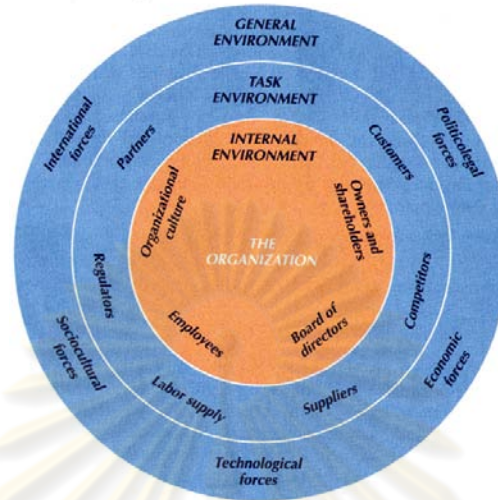 GENERAL
ENVIRONMENT
TASK
ENVIRONMENT
INTERNAL
ENVIRONMENT
International
forces
Partners
Customers
Politicolegal
forces
Organizational
culture
Owners and
shareholders
THE
ORGANIZATION
Regulators
Competitors
Employees
Board of
directors
Sociocultural
forces
Economic
forces
Labor supply
Suppliers
Technological
forces